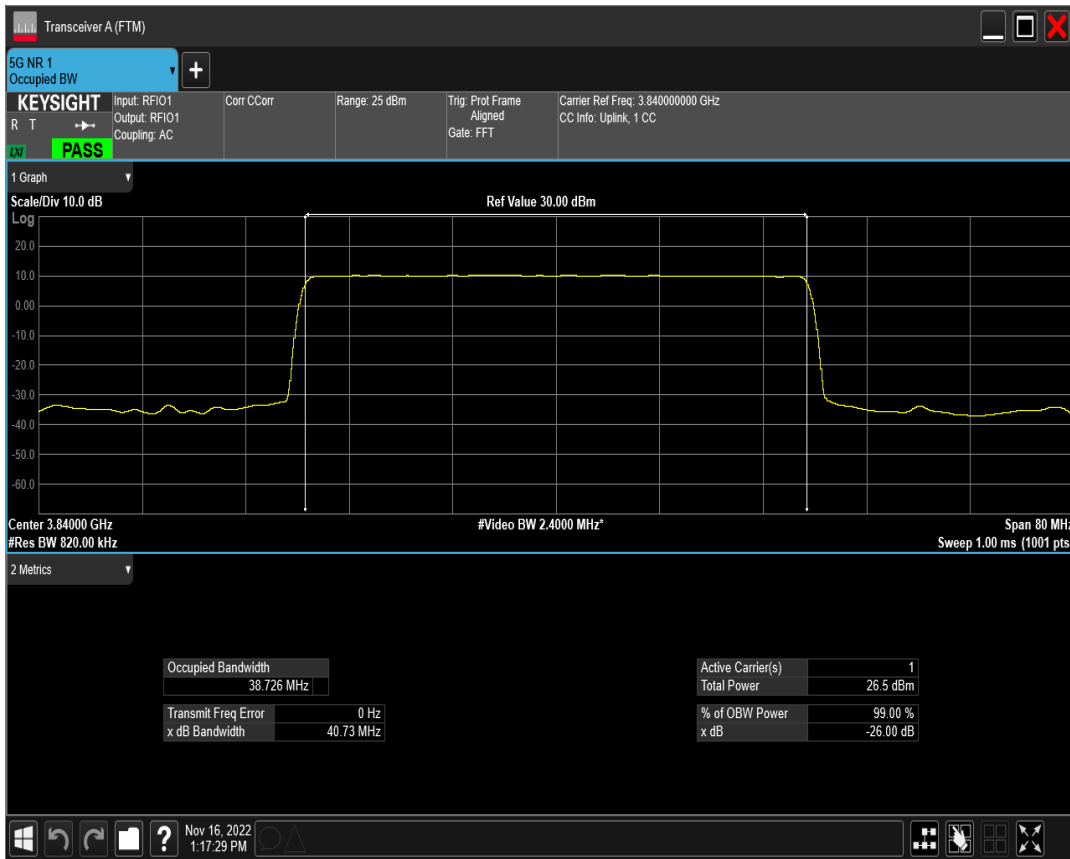 Transceiver A (FTM)
5G NR 1
Occupied BW
+
KEYSIGHT
R T
LXI
PASS
Input: RFIO1
Output: RFIO1
Coupling: AC
Corr CCorr
Range: 25 dBm
Trig: Prot Frame
Aligned
Gate: FFT
Carrier Ref Freq: 3.840000000 GHz
CC Info: Uplink, 1 CC
1 Graph
Scale/Div 10.0 dB
Ref Value 30.00 dBm
Log
20.0
10.0
0.00
-10.0
-20.0
-30.0
-40.0
-50.0
-60.0
Center 3.84000 GHz
#Video BW 2.4000 MHz*
Span 80 MHz
#Res BW 820.00 kHz
Sweep 1.00 ms (1001 pts
2 Metrics
Occupied Bandwidth
38.726 MHz
Transmit Freq Error 0 Hz
x dB Bandwidth 40.73 MHz
Active Carrier(s) 1
Total Power 26.5 dBm
% of OBW Power 99.00 %
x dB -26.00 dB
?
Nov 16, 2022
1:17:29 PM